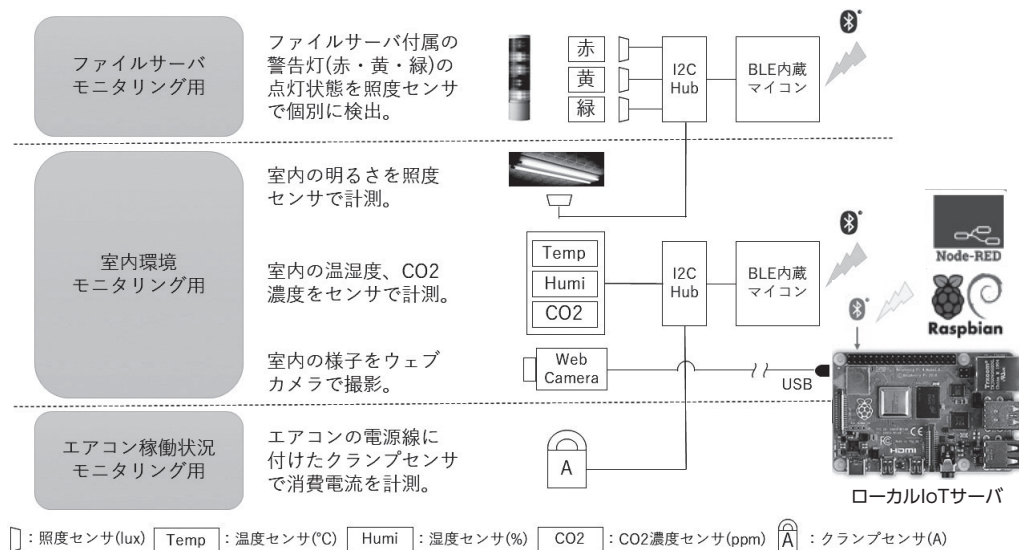 ファイルサーバ
モニタリング用
ファイルサーバ付属の
警告灯(赤・黄・緑)の
点灯状態を照度センサ
で個別に検出。
赤
黄
緑
I2C
Hub
BLE内蔵
マイコン
室内環境
モニタリング用
室内の明るさを照度
センサで計測。
室内の温湿度、CO2
濃度をセンサで計測。
Temp
Humi
CO2
I2C
Hub
BLE内蔵
マイコン
Node-RED
Raspbian
室内の様子をウェブ
カメラで撮影。
Web
Camera
USB
エアコン稼働状況
モニタリング用
エアコンの電源線に
付けたクランプセンサ
で消費電流を計測。
A
HDMI
ローカルIoTサーバ
：照度センサ(lux) Temp：温度センサ(℃) Humi：湿度センサ(%) CO2：CO2濃度センサ(ppm) A：クランプセンサ(A)